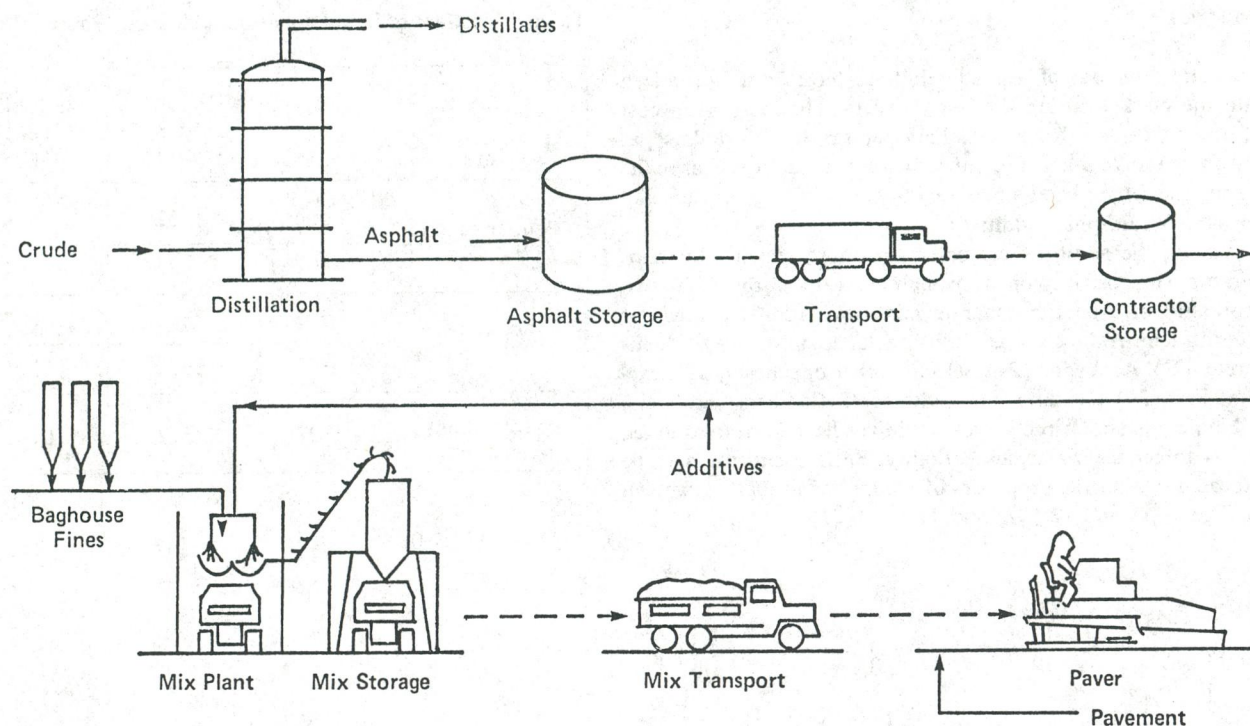 Distillates
Crude
Asphalt
Distillation
Asphalt Storage
Transport
Contractor
Storage
Additives
Baghouse
Fines
Mix Plant
Mix Storage
Mix Transport
Paver
Pavement